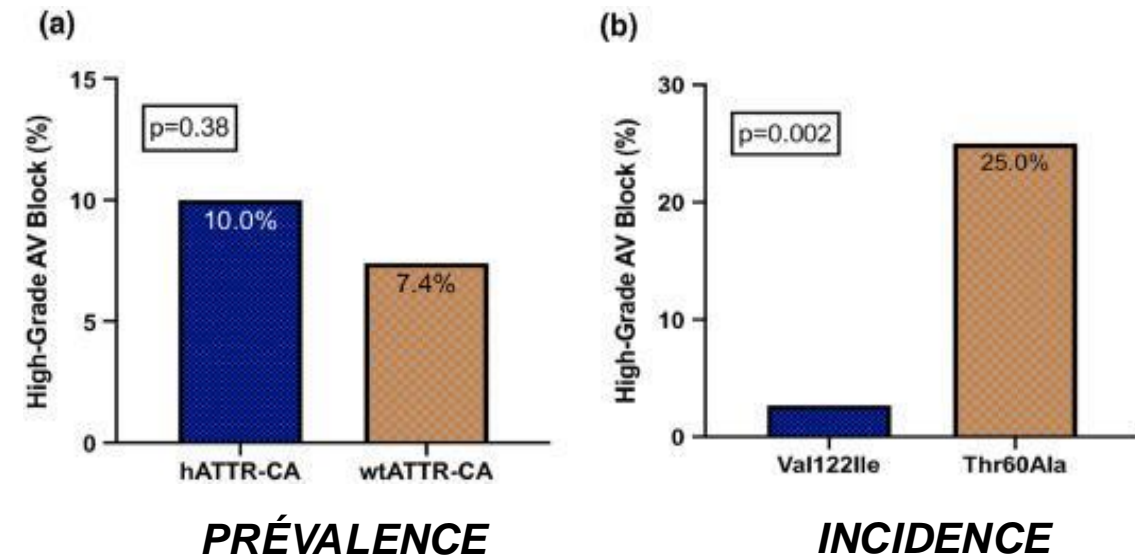 (a)
High-Grade AV Block (%)
15
10
5
0
p=0.38
10.0%
7.4%
hATTR-CA
wtATTR-CA
PRÉVALENCE
(b)
High-Grade AV Block (%)
30
20
10
0
p=0.002
25.0%
Val122Ile
Thr60Ala
INCIDENCE